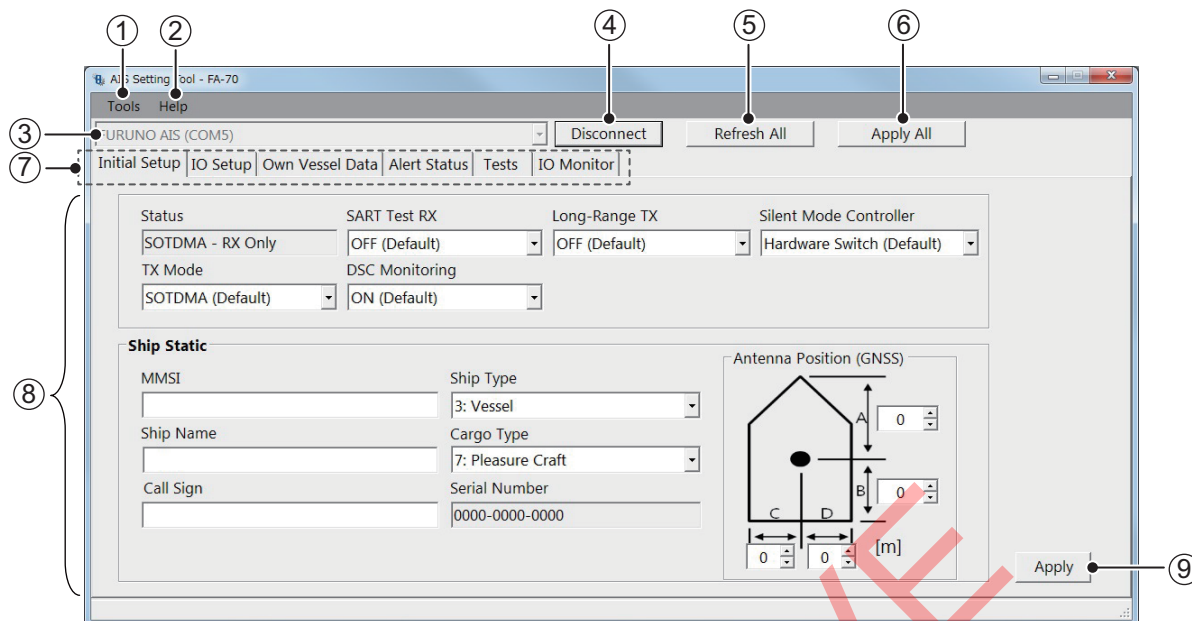 ① ② ④ ⑤ ⑥
AIS Setting Tool - FA-70
Tools Help
③ FURUNO AIS (COM5) Disconnect Refresh All Apply All
⑦ Initial Setup IO Setup Own Vessel Data Alert Status Tests IO Monitor
Status SART Test RX Long-Range TX Silent Mode Controller
SOTDMA - RX Only OFF (Default) OFF (Default) Hardware Switch (Default)
TX Mode DSC Monitoring
SOTDMA (Default) ON (Default)
⑧
Ship Static
MMSI Ship Type
3: Vessel
Ship Name Cargo Type
7: Pleasure Craft
Call Sign Serial Number
0000-0000-0000
Antenna Position (GNSS)
A 0
B 0
C D
0 0 [m]
Apply ⑨